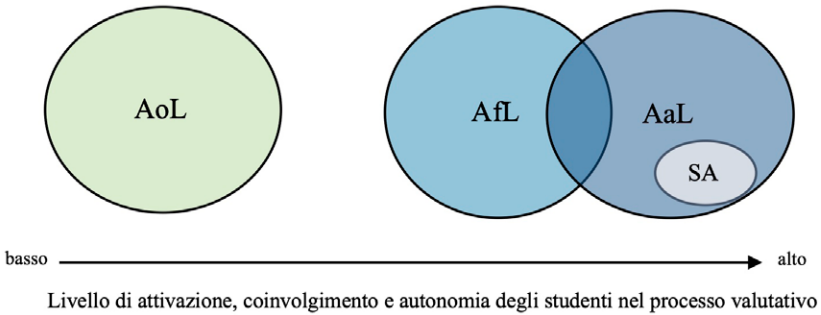 AoL
AfL
AaL
SA
basso
alto
Livello di attivazione, coinvolgimento e autonomia degli studenti nel processo valutativo